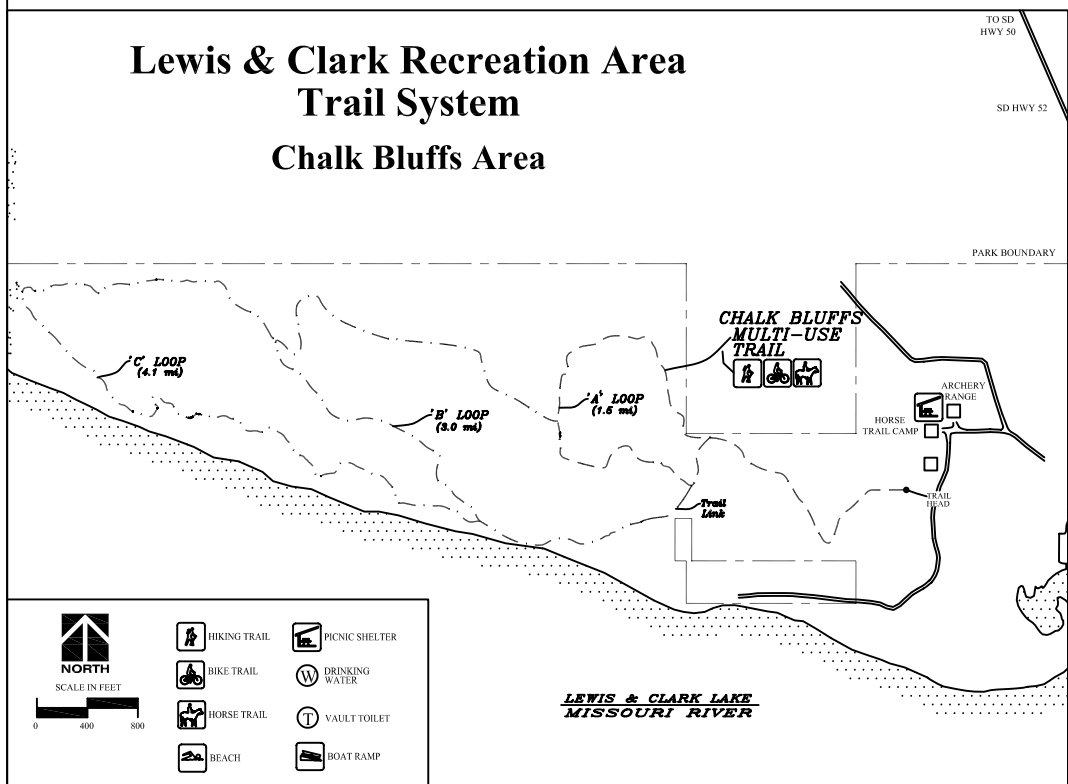 TO SD
HWY 50
Lewis & Clark Recreation Area
Trail System
SD HWY 52
Chalk Bluffs Area
PARK BOUNDARY
CHALK BLUFFS
MULTI-USE
TRAIL
'C' LOOP
(4.1 mi)
'B' LOOP
(3.0 mi)
'A' LOOP
(1.5 mi)
ARCHERY
RANGE
HORSE
TRAIL CAMP
TRAIL
HEAD
Trail
Link
NORTH
SCALE IN FEET
0 400 800
HIKING TRAIL
BIKE TRAIL
HORSE TRAIL
BEACH
PICNIC SHELTER
W DRINKING
WATER
T VAULT TOILET
BOAT RAMP
LEWIS & CLARK LAKE
MISSOURI RIVER